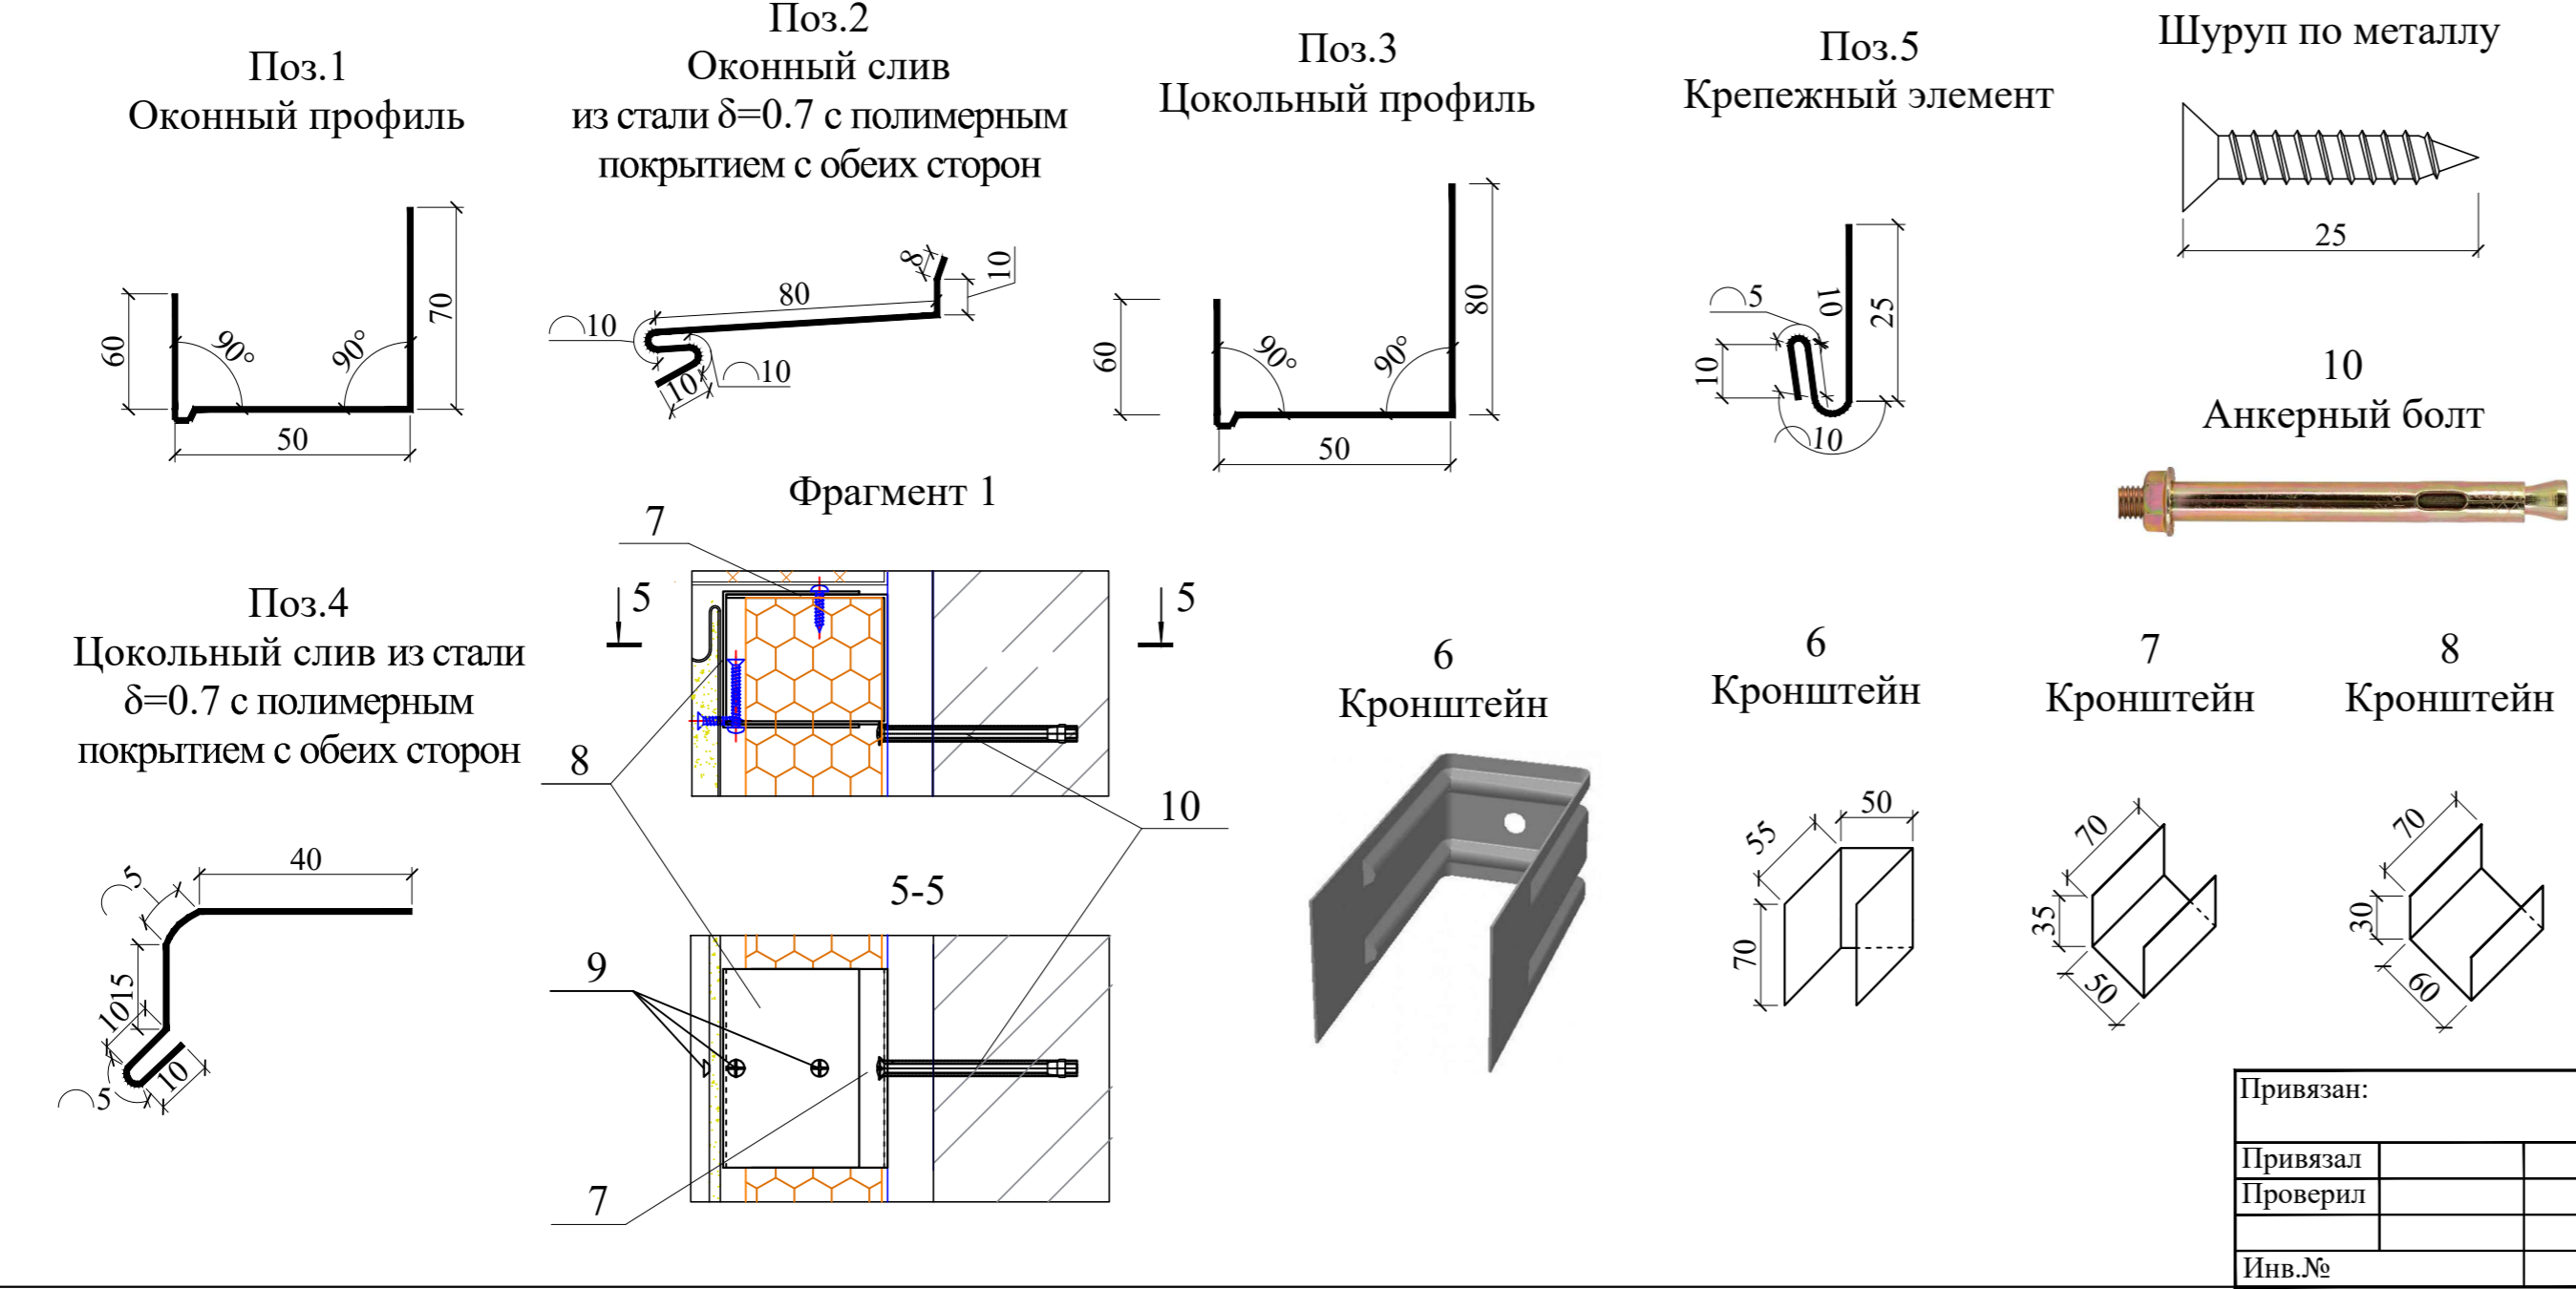 Поз.1
Оконный профиль
60
90°
90°
70
50
Поз.2
Оконный слив
из стали δ=0.7 с полимерным
покрытием с обеих сторон
8
10
80
10
10
10
Поз.3
Цокольный профиль
60
90°
90°
80
50
Поз.5
Крепежный элемент
5
10
25
10
10
Шуруп по металлу
25
10
Анкерный болт
Фрагмент 1
7
5
5
8
10
Поз.4
Цокольный слив из стали
δ=0.7 с полимерным
покрытием с обеих сторон
5
40
15
10
10
5
5-5
9
7
6
Кронштейн
6
Кронштейн
55
50
70
7
Кронштейн
70
35
50
8
Кронштейн
70
30
60
Привязан:
Привязал
Проверил
Инв.№